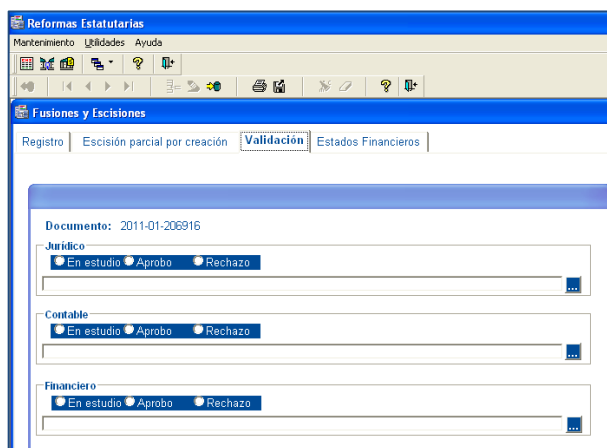 Reformas Estatutarias
Mantenimiento Utilidades Ayuda
Fusiones y Escisiones
Registro Escisión parcial por creación Validación Estados Financieros
Documento: 2011-01-206916
Jurídico
En estudio Aprobo Rechazo
...
Contable
En estudio Aprobo Rechazo
...
Financiero
En estudio Aprobo Rechazo
...